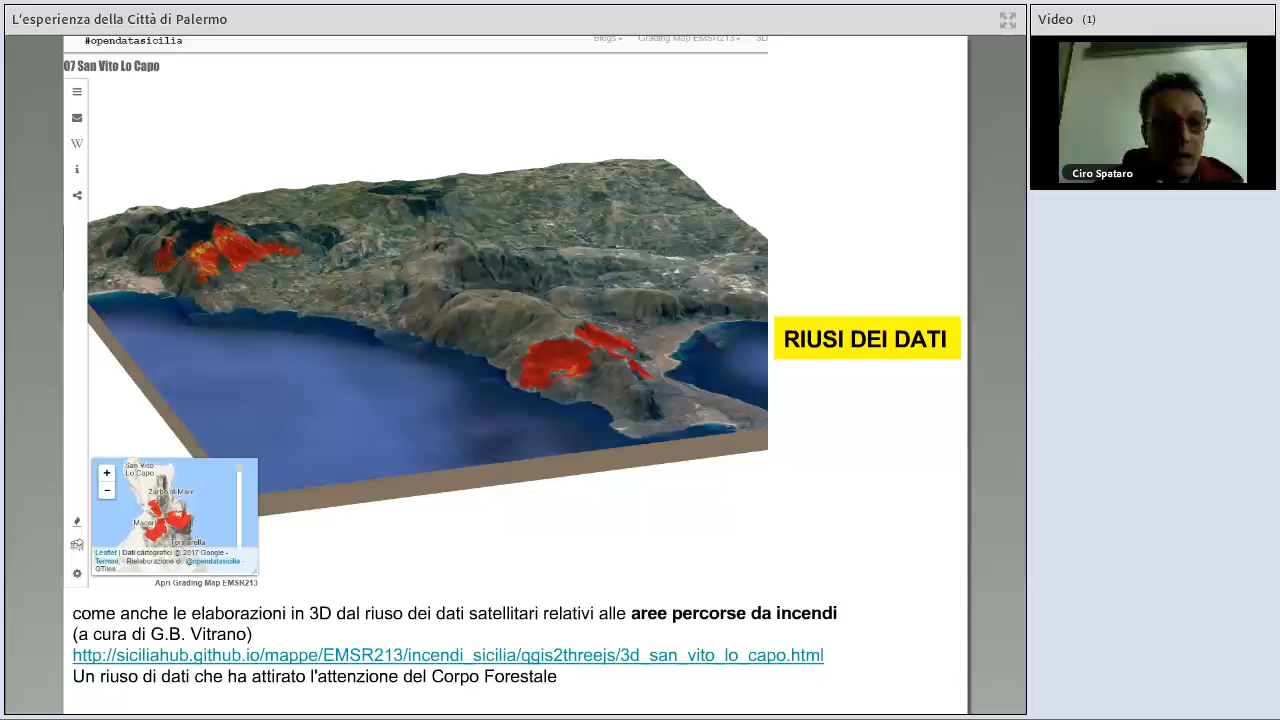 L'esperienza della Città di Palermo
Video (1)
#opendatasicilia
Blogs
Grading Map EMSR213
3D
07 San Vito Lo Capo
W
i
Ciro Spataro
RIUSI DEI DATI
+
−
San Vito
Lo Capo
Macari
Tonnarella
Leaflet | Dati cartografici © 2017 Google -
Termini, - Rielaborazione di @opendatasicilia -
QTiles
Apri Grading Map EMSR213
come anche le elaborazioni in 3D dal riuso dei dati satellitari relativi alle aree percorse da incendi
(a cura di G.B. Vitrano)
http://siciliahub.github.io/mappe/EMSR213/incendi_sicilia/qgis2threejs/3d_san_vito_lo_capo.html
Un riuso di dati che ha attirato l'attenzione del Corpo Forestale